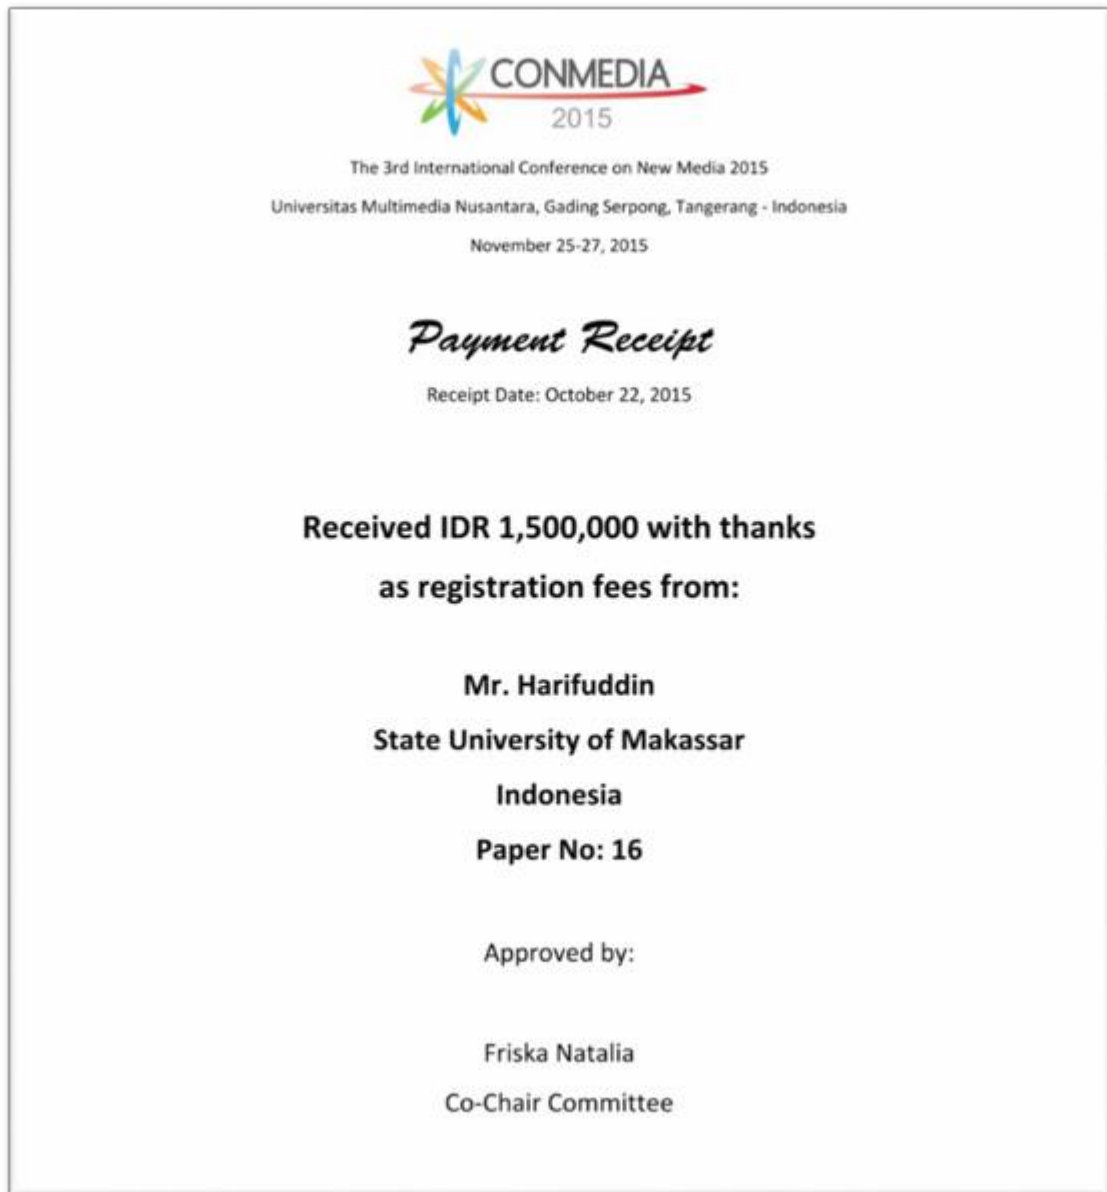 CONMEDIA
2015
The 3rd International Conference on New Media 2015
Universitas Multimedia Nusantara, Gading Serpong, Tangerang - Indonesia
November 25-27, 2015
Payment Receipt
Receipt Date: October 22, 2015
Received IDR 1,500,000 with thanks
as registration fees from:
Mr. Harifuddin
State University of Makassar
Indonesia
Paper No: 16
Approved by:
Friska Natalia
Co-Chair Committee